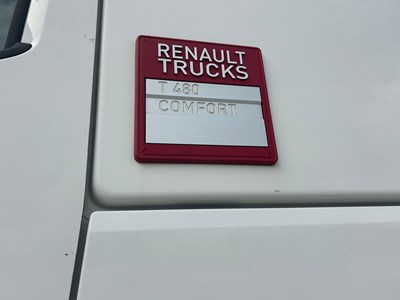 RENAULT
TRUCKS
T 480
COMFORT